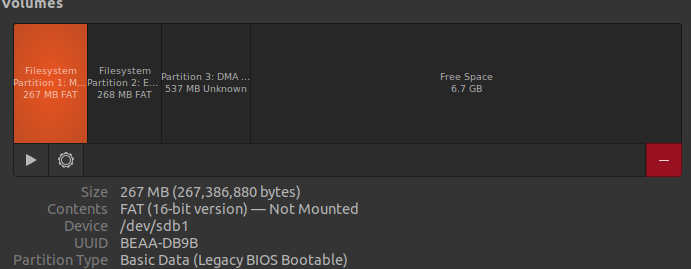 Volumes
Filesystem
Partition 1: M...
267 MB FAT
Filesystem
Partition 2: E...
268 MB FAT
Partition 3: DMA ...
537 MB Unknown
Free Space
6.7 GB
Size 267 MB (267,386,880 bytes)
Contents FAT (16-bit version) — Not Mounted
Device /dev/sdb1
UUID BEAA-DB9B
Partition Type Basic Data (Legacy BIOS Bootable)